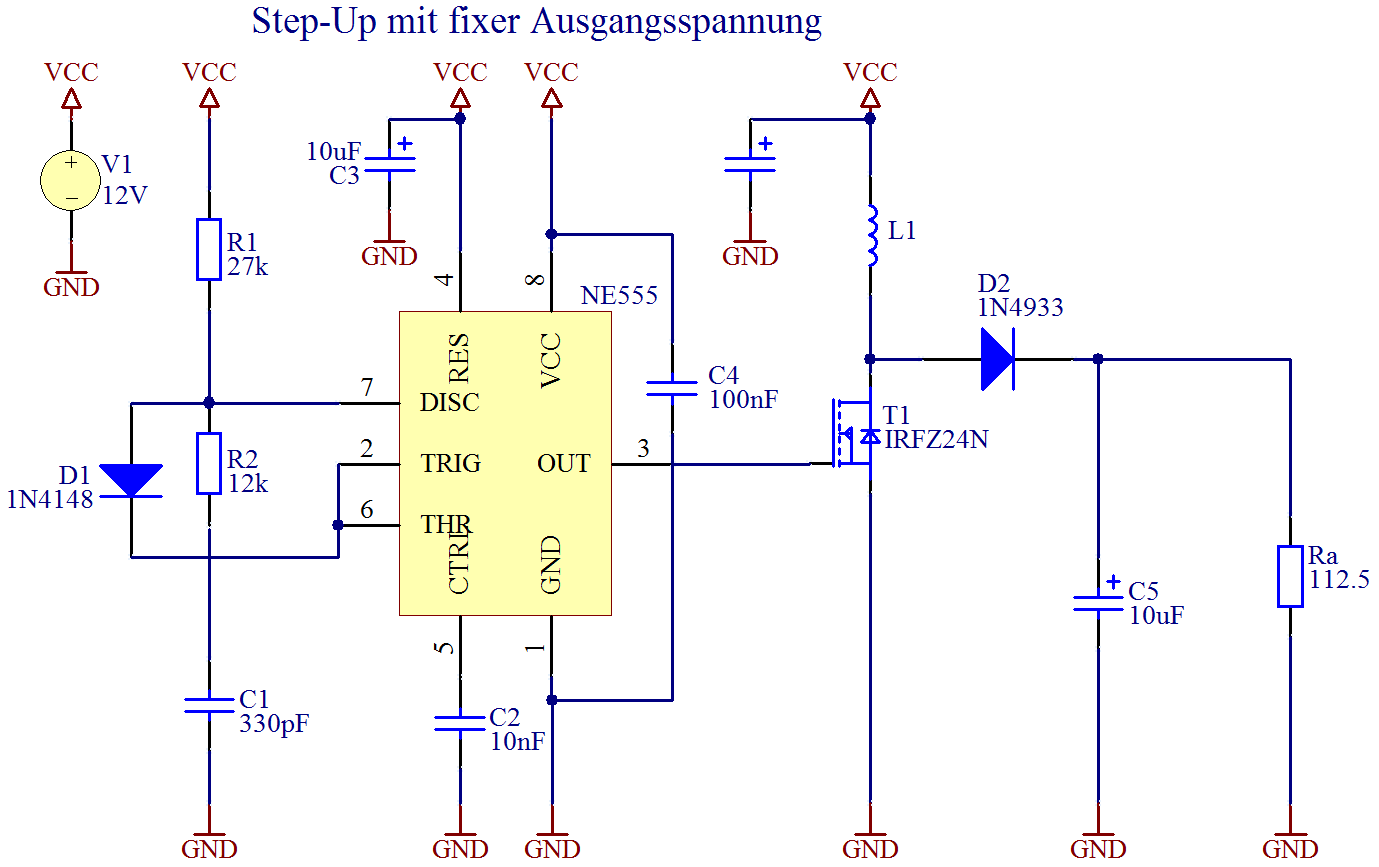 Step-Up mit fixer Ausgangsspannung
VCC
VCC
VCC
VCC
VCC
V1
12V
GND
R1
27k
10uF
C3
GND
GND
L1
4
8
NE555
RES
VCC
D2
1N4933
7
DISC
C4
100nF
D1
1N4148
R2
12k
2
TRIG
OUT
3
T1
IRFZ24N
6
THR
CTRL
GND
Ra
112.5
C5
10uF
5
1
C1
330pF
C2
10nF
GND
GND
GND
GND
GND
GND